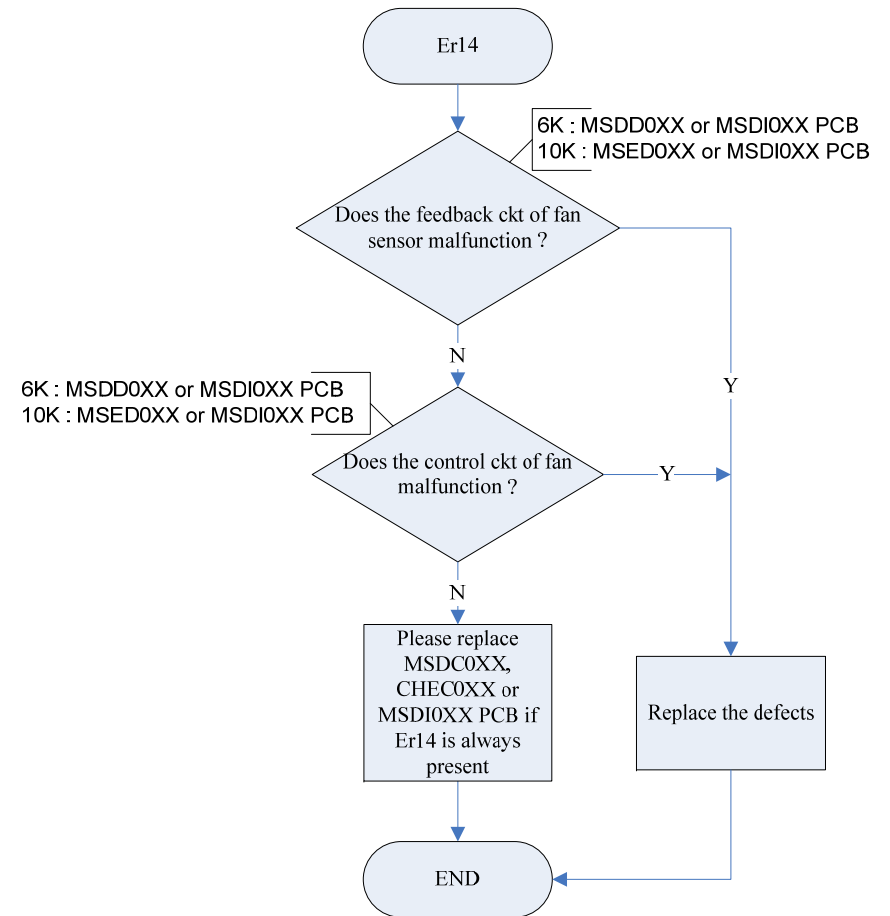 Er14
6K : MSDD0XX or MSDI0XX PCB
10K : MSED0XX or MSDI0XX PCB
Does the feedback ckt of fan
sensor malfunction ?
N
Y
6K : MSDD0XX or MSDI0XX PCB
10K : MSED0XX or MSDI0XX PCB
Does the control ckt of fan
malfunction ?
Y
N
Please replace
MSDC0XX,
CHEC0XX or
MSDI0XX PCB if
Er14 is always
present
Replace the defects
END